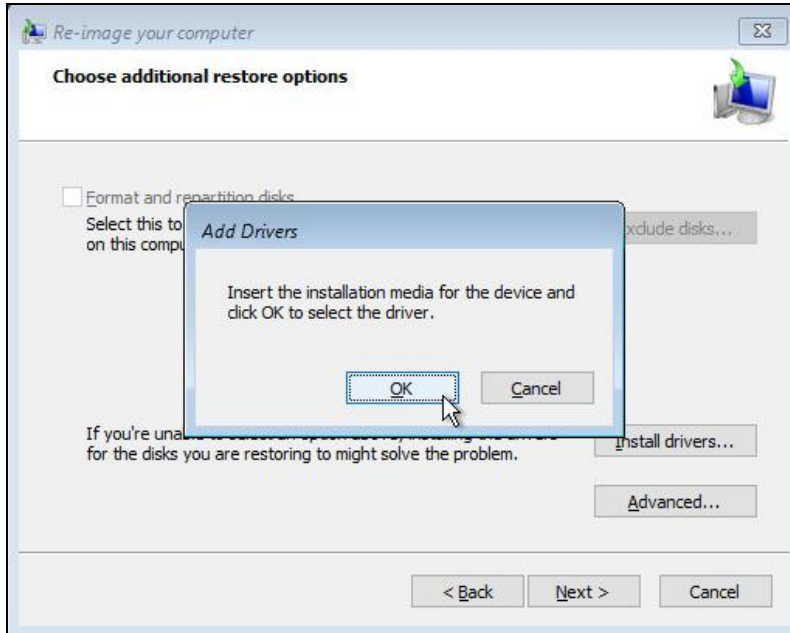 Re-image your computer
Choose additional restore options
Format and repartition disks
Select this to
on this compu
xclude disks...
Add Drivers
Insert the installation media for the device and
click OK to select the driver.
OK
Cancel
If you're una
for the disks you are restoring to might solve the problem.
Install drivers...
Advanced...
< Back
Next >
Cancel